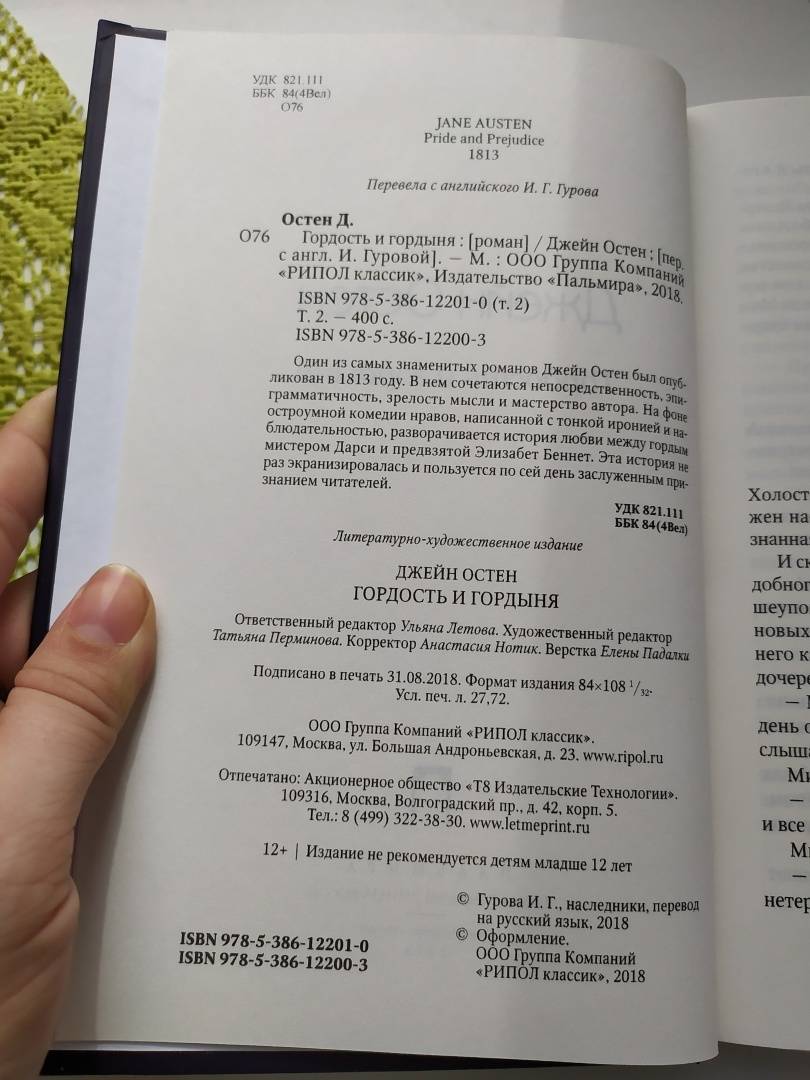 УДК 821.111
ББК 84(4Вел)
О76
JANE AUSTEN
Pride and Prejudice
1813
Перевела с английского И. Г. Гурова
Остен Д.
О76 Гордость и гордыня : [роман] / Джейн Остен ; [пер.
с англ. И. Гуровой]. — М. : ООО Группа Компаний
«РИПОЛ классик», Издательство «Пальмира», 2018.
ISBN 978-5-386-12201-0 (т. 2)
Т. 2. — 400 с.
ISBN 978-5-386-12200-3
Один из самых знаменитых романов Джейн Остен был опуб-
ликован в 1813 году. В нем сочетаются непосредственность, эпи-
грамматичность, зрелость мысли и мастерство автора. На фоне
остроумной комедии нравов, написанной с тонкой иронией и на-
блюдательностью, разворачивается история любви между гордым
мистером Дарси и предвзятой Элизабет Беннет. Эта история не
раз экранизировалась и пользуется по сей день заслуженным при-
знанием читателей.
УДК 821.111
ББК 84(4Вел)
Литературно-художественное издание
ДЖЕЙН ОСТЕН
ГОРДОСТЬ И ГОРДЫНЯ
Ответственный редактор Ульяна Летова. Художественный редактор
Татьяна Перминова. Корректор Анастасия Нотик. Верстка Елены Падалки
Подписано в печать 31.08.2018. Формат издания 84×108 1/32.
Усл. печ. л. 27,72.
ООО Группа Компаний «РИПОЛ классик».
109147, Москва, ул. Большая Андроньевская, д. 23. www.ripol.ru
Отпечатано: Акционерное общество «Т8 Издательские Технологии».
109316, Москва, Волгоградский пр., д. 42, корп. 5.
Тел.: 8 (499) 322-38-30. www.letmeprint.ru
12+ | Издание не рекомендуется детям младше 12 лет
© Гурова И. Г., наследники, перевод
на русский язык, 2018
© Оформление.
ООО Группа Компаний
«РИПОЛ классик», 2018
ISBN 978-5-386-12201-0
ISBN 978-5-386-12200-3
Холост
жен на
знанная
И ск
добног
шеупо
новых
него к
дочере
—
день о
слыша
Ми
—
и все
Ми
—
нетер